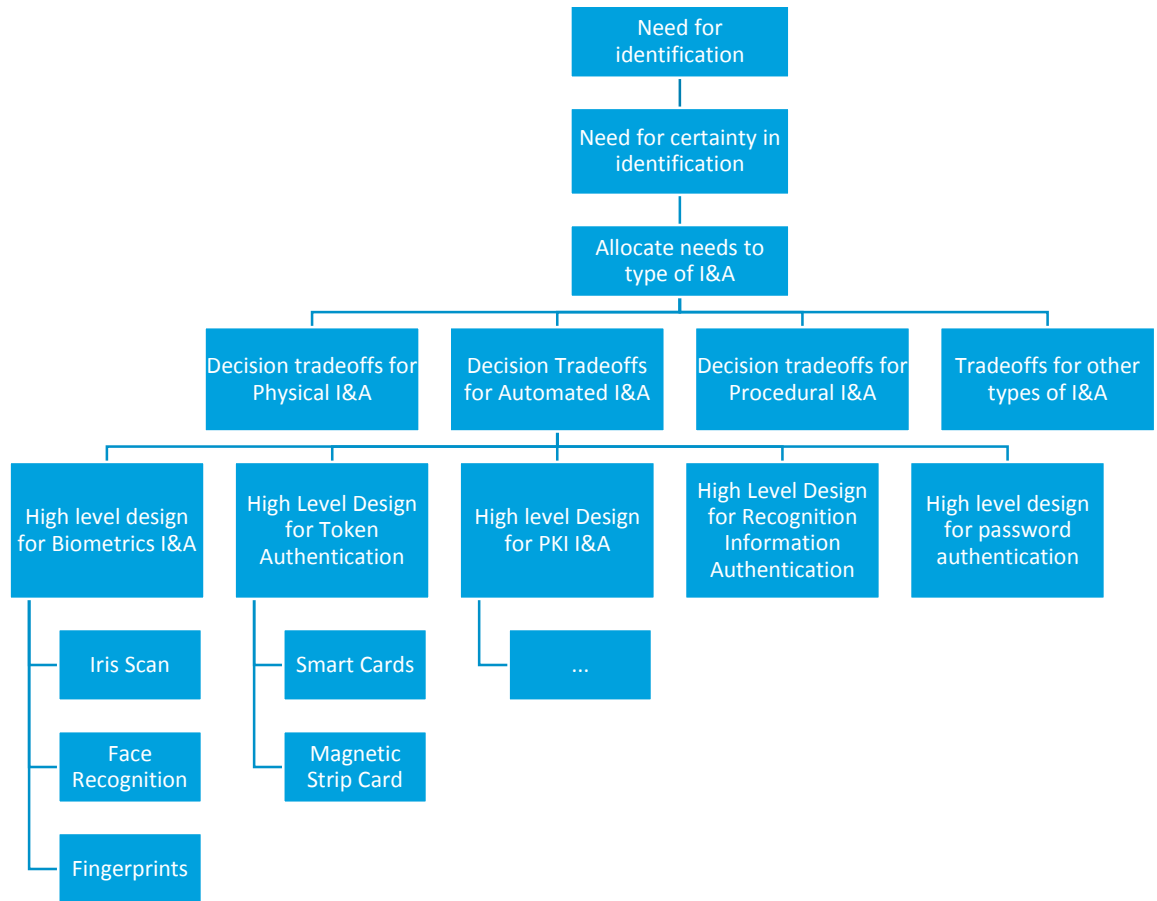 Need for
identification
Need for certainty in
identification
Allocate needs to
type of I&A
Decision tradeoffs for
Physical I&A
Decision Tradeoffs
for Automated I&A
Decision tradeoffs for
Procedural I&A
Tradeoffs for other
types of I&A
High level design
for Biometrics I&A
High Level Design
for Token
Authentication
High level Design
for PKI I&A
High Level Design
for Recognition
Information
Authentication
High level design
for password
authentication
Iris Scan
Smart Cards
...
Face
Recognition
Magnetic
Strip Card
Fingerprints